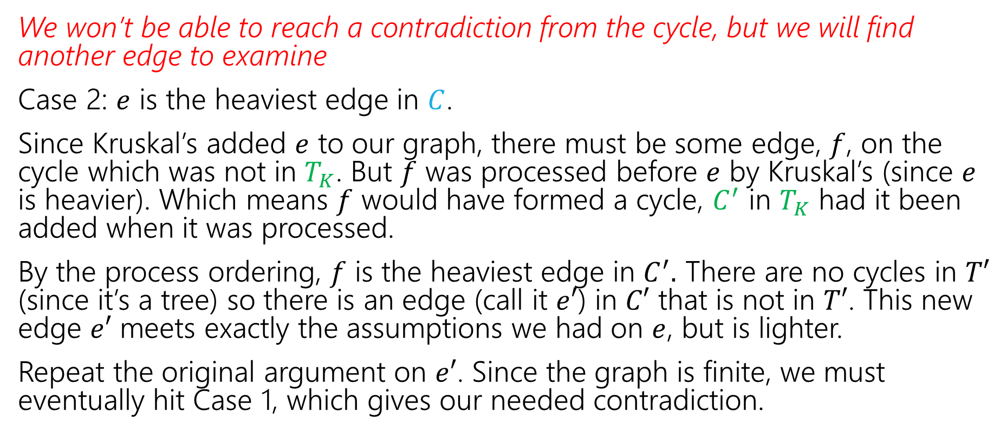 We won't be able to reach a contradiction from the cycle, but we will find
another edge to examine
Case 2: e is the heaviest edge in C.
Since Kruskal's added e to our graph, there must be some edge, f, on the
cycle which was not in T_K. But f was processed before e by Kruskal's (since e
is heavier). Which means f would have formed a cycle, C′ in T_K had it been
added when it was processed.
By the process ordering, f is the heaviest edge in C′. There are no cycles in T′
(since it's a tree) so there is an edge (call it e′) in C′ that is not in T′. This new
edge e′ meets exactly the assumptions we had on e, but is lighter.
Repeat the original argument on e′. Since the graph is finite, we must
eventually hit Case 1, which gives our needed contradiction.